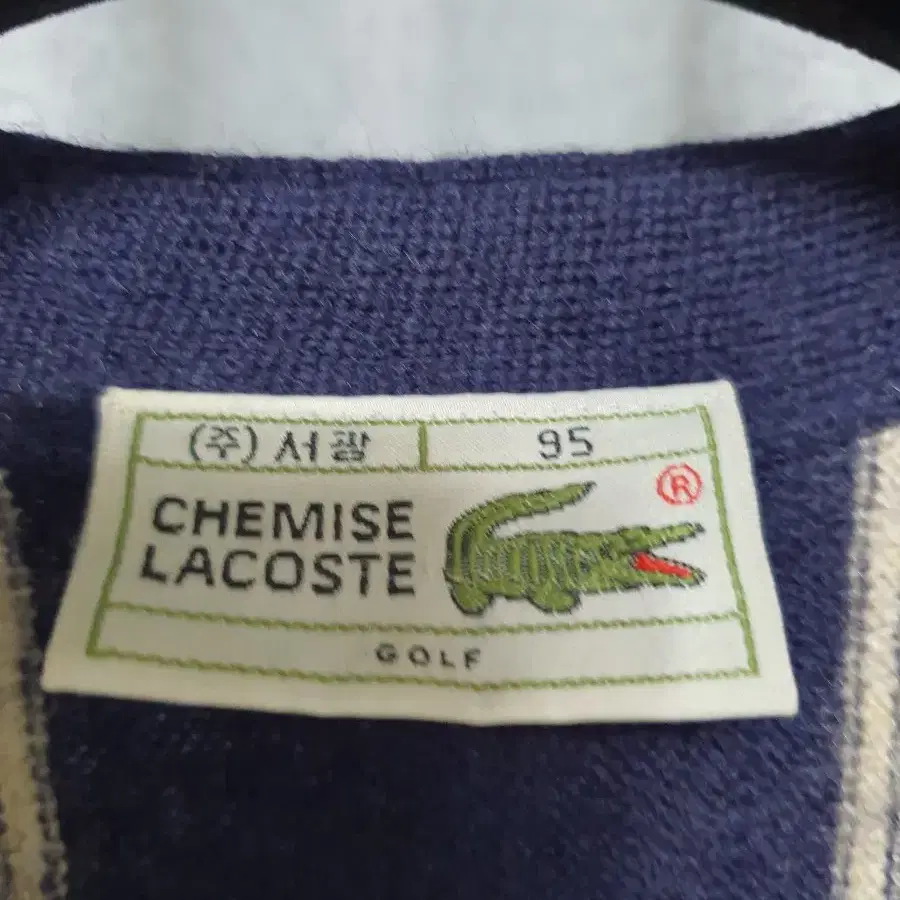 (주) 서광 95
CHEMISE
LACOSTE
®
GOLF